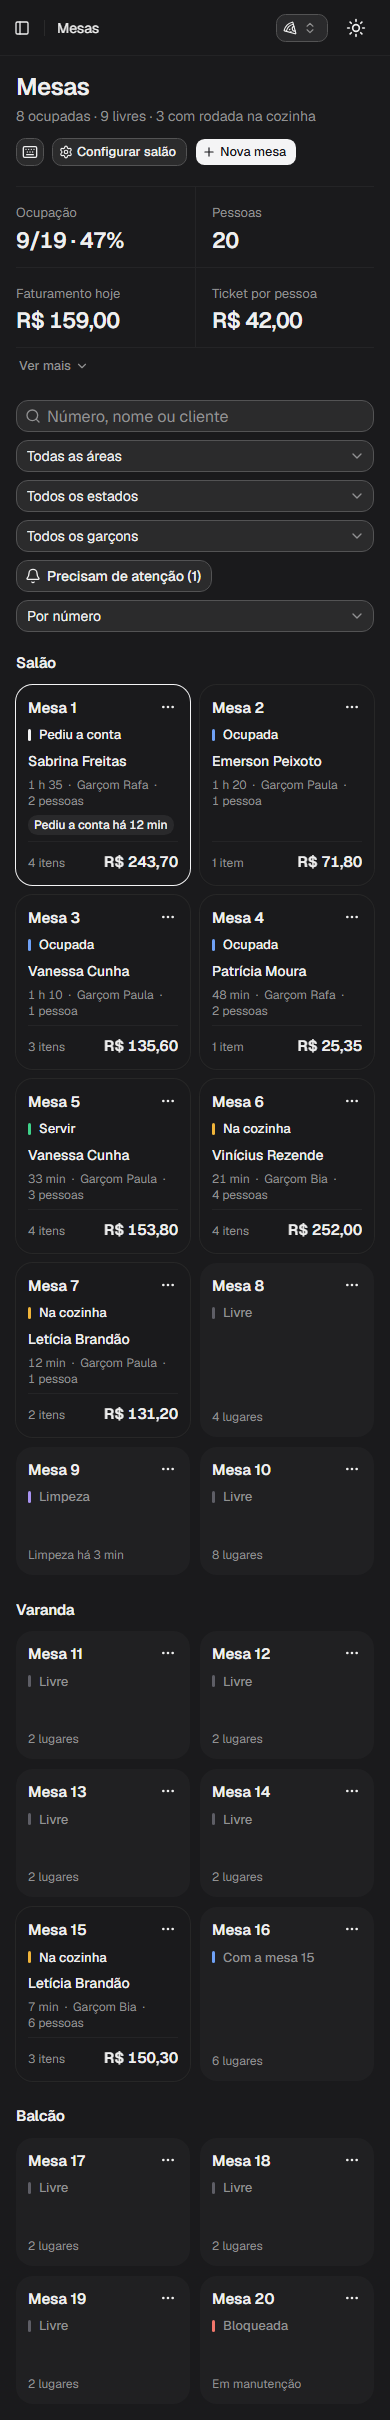 Mesas
Mesas
8 ocupadas · 9 livres · 3 com rodada na cozinha
Configurar salão
Nova mesa
Ocupação
9/19 · 47%
Pessoas
20
Faturamento hoje
R$ 159,00
Ticket por pessoa
R$ 42,00
Ver mais
Número, nome ou cliente
Todas as áreas
Todos os estados
Todos os garçons
Precisam de atenção (1)
Por número
Salão
Mesa 1
Pediu a conta
Sabrina Freitas
1 h 35 · Garçom Rafa ·
2 pessoas
Pediu a conta há 12 min
4 itens
R$ 243,70
Mesa 2
Ocupada
Emerson Peixoto
1 h 20 · Garçom Paula ·
1 pessoa
1 item
R$ 71,80
Mesa 3
Ocupada
Vanessa Cunha
1 h 10 · Garçom Paula ·
1 pessoa
3 itens
R$ 135,60
Mesa 4
Ocupada
Patrícia Moura
48 min · Garçom Rafa ·
2 pessoas
1 item
R$ 25,35
Mesa 5
Servir
Vanessa Cunha
33 min · Garçom Paula ·
3 pessoas
4 itens
R$ 153,80
Mesa 6
Na cozinha
Vinícius Rezende
21 min · Garçom Bia ·
4 pessoas
4 itens
R$ 252,00
Mesa 7
Na cozinha
Letícia Brandão
12 min · Garçom Paula ·
1 pessoa
2 itens
R$ 131,20
Mesa 8
Livre
4 lugares
Mesa 9
Limpeza
Limpeza há 3 min
Mesa 10
Livre
8 lugares
Varanda
Mesa 11
Livre
2 lugares
Mesa 12
Livre
2 lugares
Mesa 13
Livre
2 lugares
Mesa 14
Livre
2 lugares
Mesa 15
Na cozinha
Letícia Brandão
7 min · Garçom Bia ·
6 pessoas
3 itens
R$ 150,30
Mesa 16
Com a mesa 15
6 lugares
Balcão
Mesa 17
Livre
2 lugares
Mesa 18
Livre
2 lugares
Mesa 19
Livre
2 lugares
Mesa 20
Bloqueada
Em manutenção